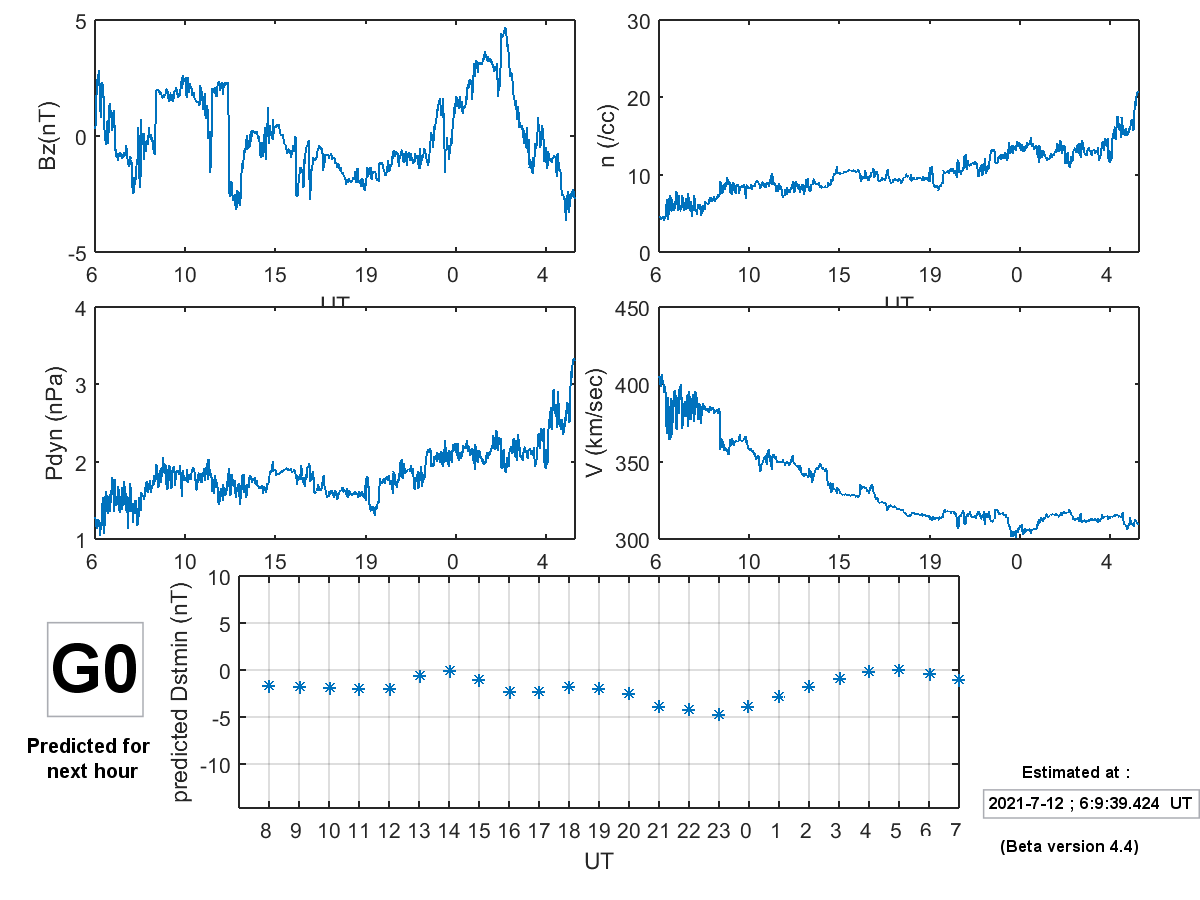 5
0
-5
Bz(nT)
6 10 15 19 0 4
UT
30
20
10
0
n (/cc)
6 10 15 19 0 4
UT
4
3
2
1
Pdyn (nPa)
6 10 15 19 0 4
450
400
350
300
V (km/sec)
6 10 15 19 0 4
G0
Predicted for
next hour
10
5
0
-5
-10
predicted Dstmin (nT)
8 9 10 11 12 13 14 15 16 17 18 19 20 21 22 23 0 1 2 3 4 5 6 7
UT
Estimated at :
2021-7-12 ; 6:9:39.424 UT
(Beta version 4.4)